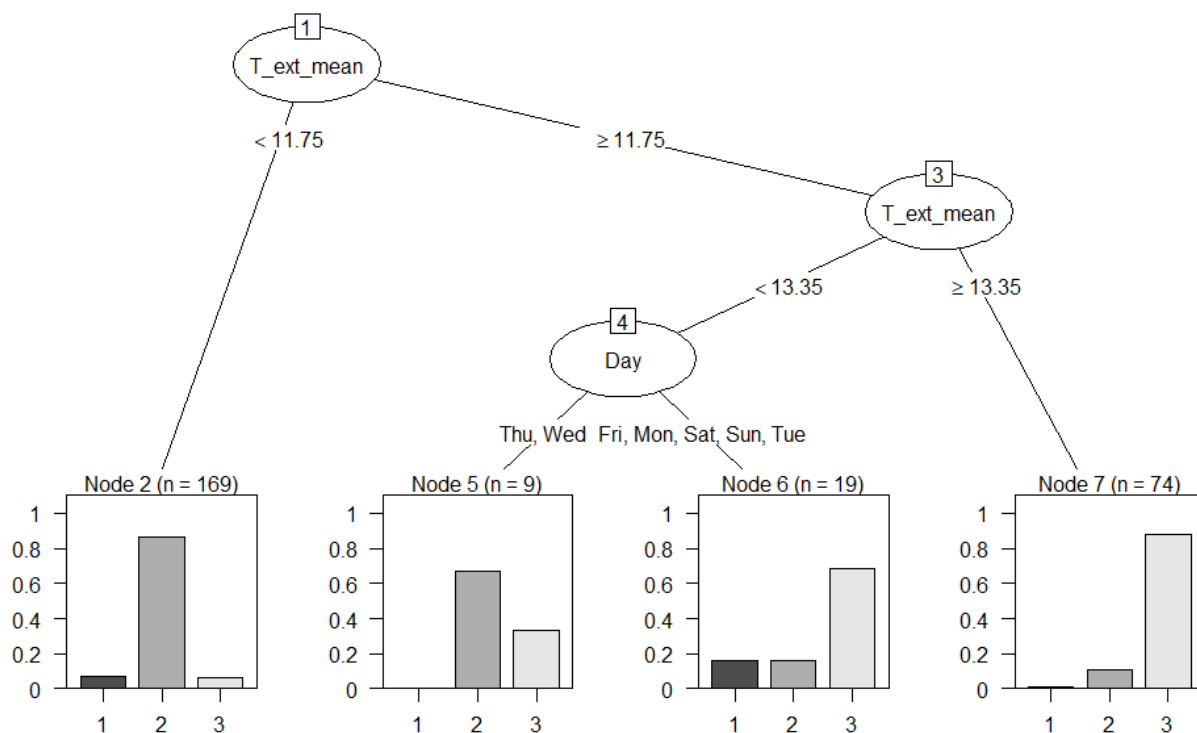 1
T_ext_mean
< 11.75
≥ 11.75
3
T_ext_mean
< 13.35
≥ 13.35
4
Day
Thu, Wed
Fri, Mon, Sat, Sun, Tue
Node 2 (n = 169)
1
0.8
0.6
0.4
0.2
0
1 2 3
Node 5 (n = 9)
1
0.8
0.6
0.4
0.2
0
1 2 3
Node 6 (n = 19)
1
0.8
0.6
0.4
0.2
0
1 2 3
Node 7 (n = 74)
1
0.8
0.6
0.4
0.2
0
1 2 3